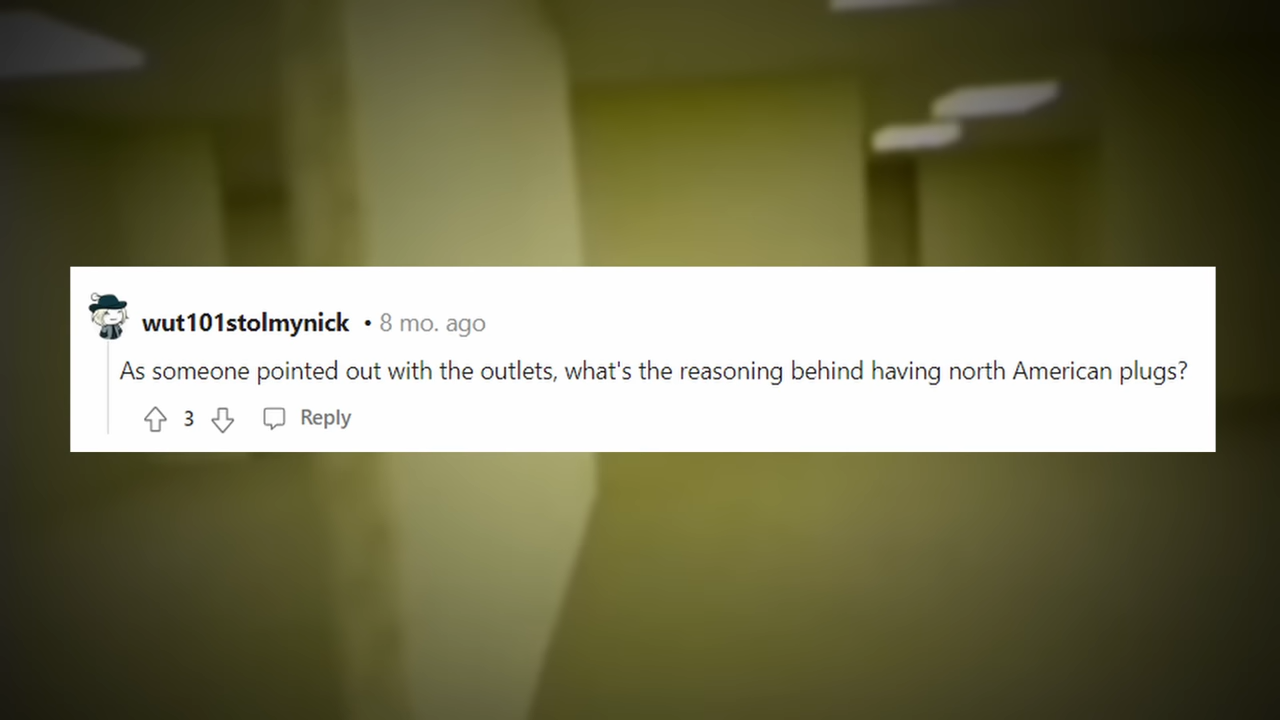 wut101stolmynick • 8 mo. ago
As someone pointed out with the outlets, what's the reasoning behind having north American plugs?
3 Reply